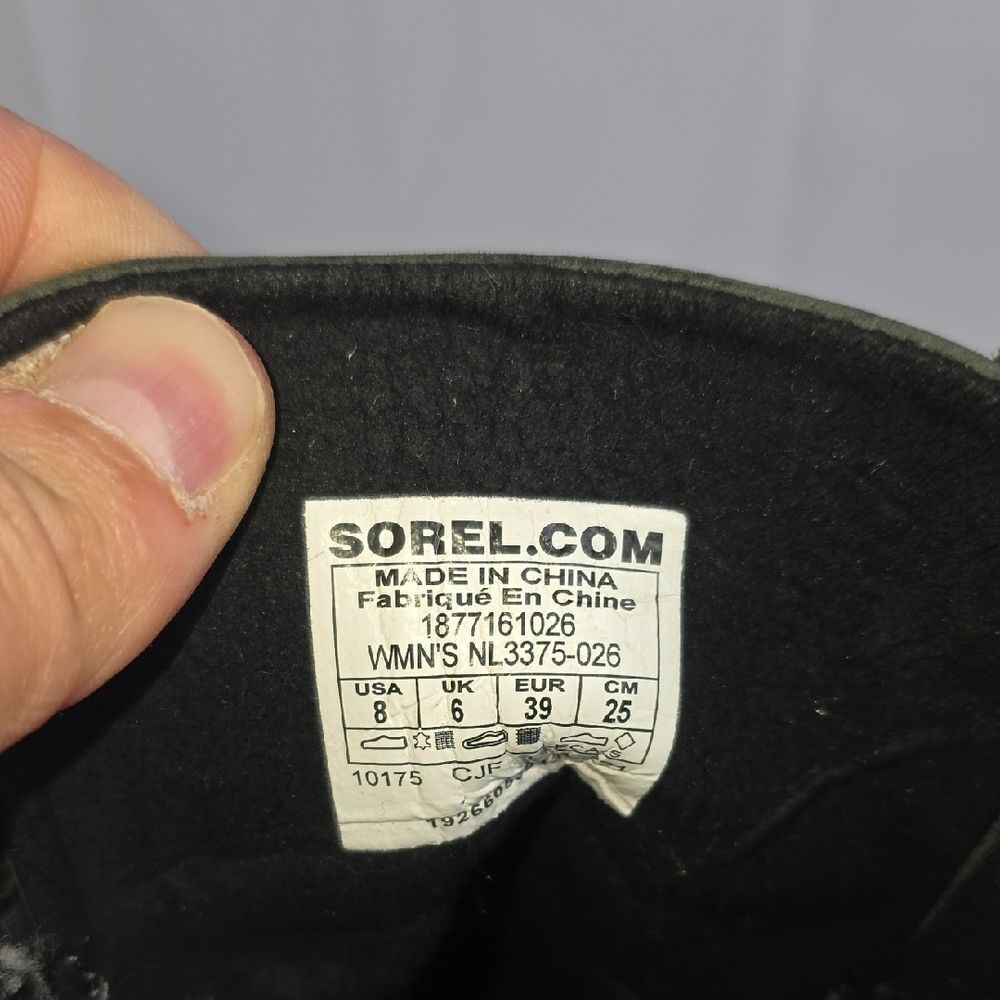 SOREL.COM
MADE IN CHINA
Fabriqué En Chine
1877161026
WMN'S NL3375-026
USA UK EUR CM
8 6 39 25
10175 CJF